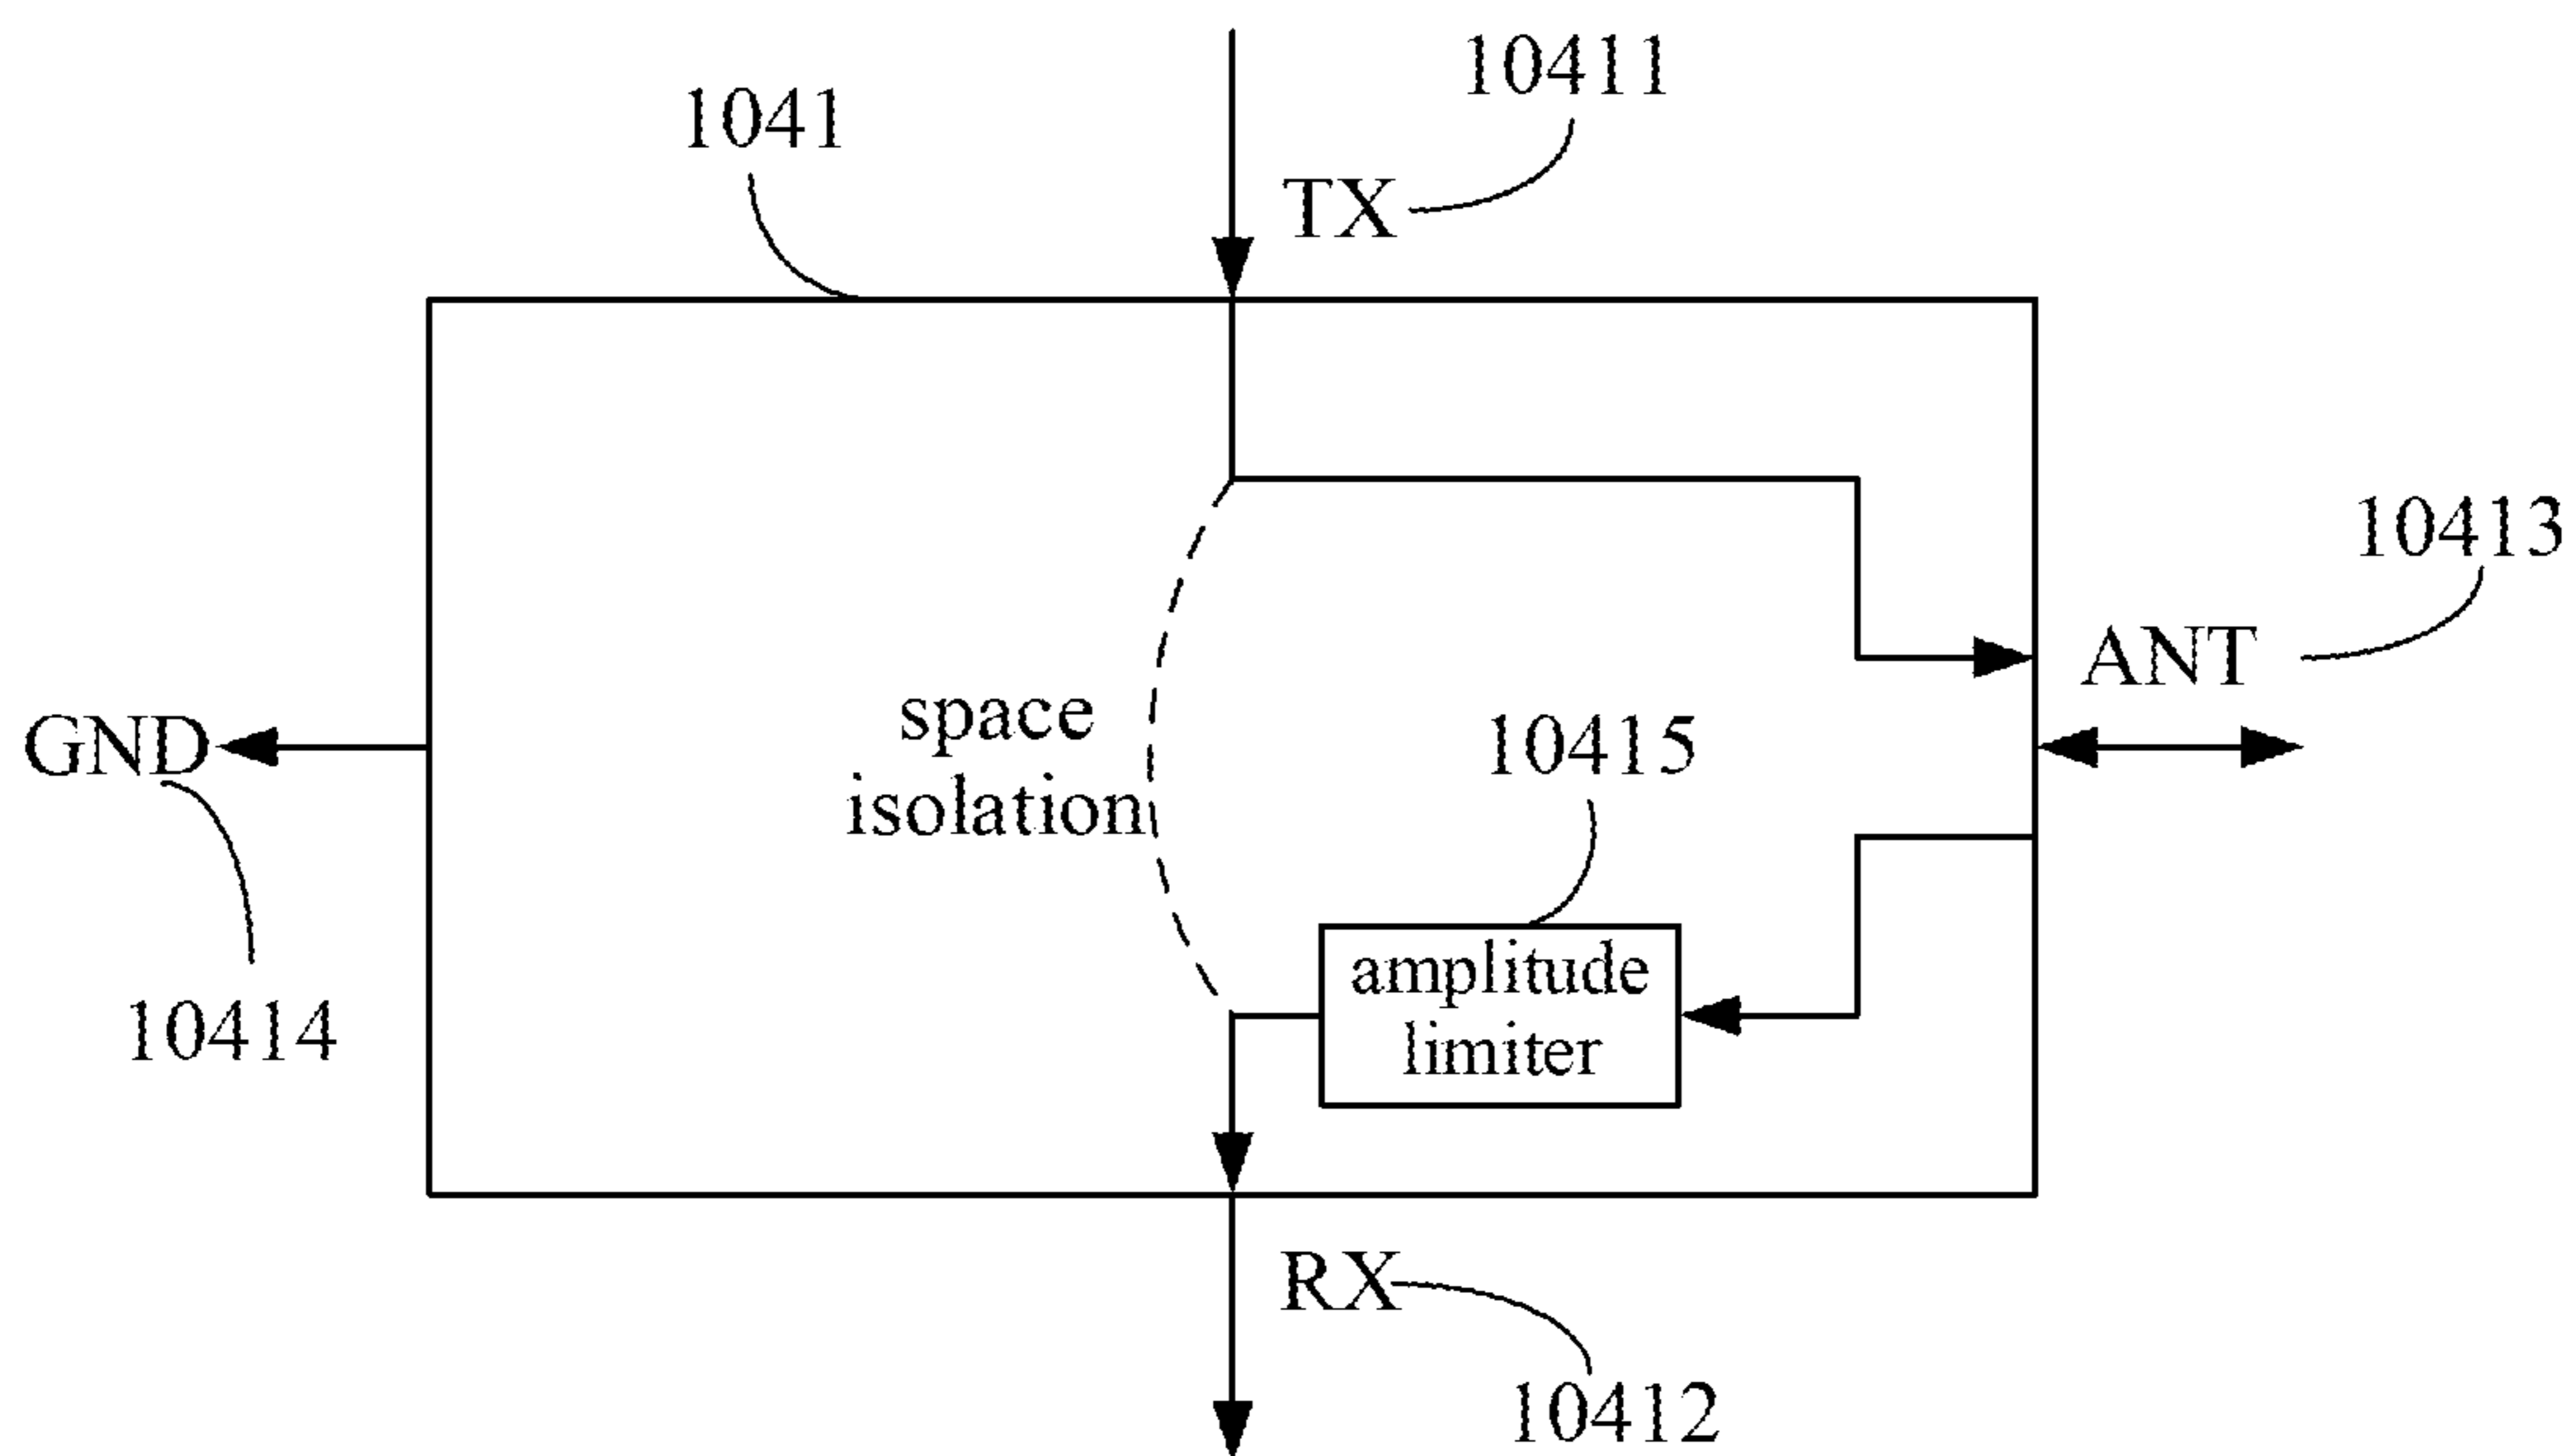 10411
1041
TX
10413
ANT
space
isolation
10415
GND
amplitude
limiter
10414
RX
10412